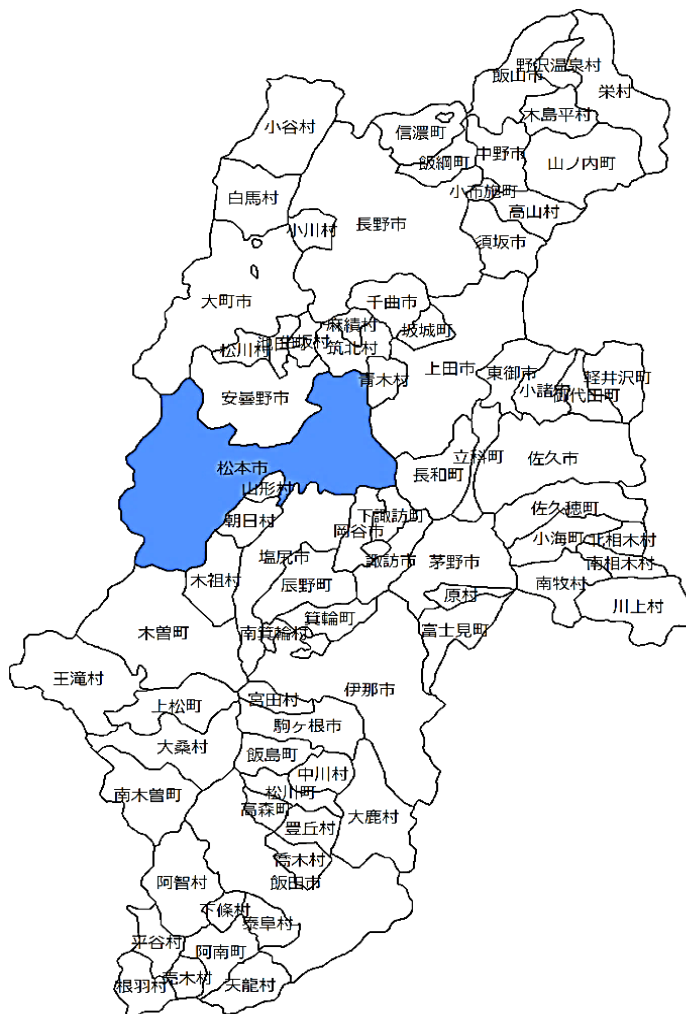 野沢温泉村
飯山市
栄村
木島平村
小谷村
信濃町
中野市
飯綱町
山ノ内町
小布施町
白馬村
高山村
小川村
長野市
須坂市
大町市
千曲市
麻績村
坂城町
池田町
生坂村
松川村
筑北村
上田市
東御市
軽井沢町
青木村
小諸市
御代田町
安曇野市
立科町
佐久市
松本市
長和町
山形村
佐久穂町
下諏訪町
朝日村
岡谷市
小海町
北相木村
塩尻市
諏訪市
茅野市
南相木村
木祖村
辰野町
南牧村
原村
川上村
箕輪町
木曽町
南箕輪村
富士見町
王滝村
伊那市
宮田村
上松町
駒ヶ根市
大桑村
飯島町
中川村
南木曽町
松川町
高森町
大鹿村
豊丘村
喬木村
阿智村
飯田市
下條村
泰阜村
平谷村
阿南町
売木村
根羽村
天龍村